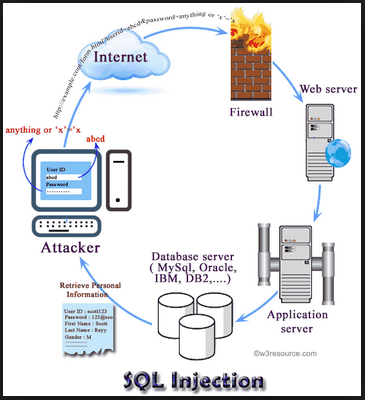 http://example.com/form.html?userid=abcd&password=anything or 'x'='x
Internet
Firewall
Web server
anything or 'x'='x
abcd
User ID
abcd
Password
Attacker
Database server
( MySql, Oracle,
IBM, DB2,....)
Application
server
Retrieve Personal
Information
User ID : scott123
Password : 123@sco
First Name : Scott
Last Name : Rayy
Gender : M
©w3resource.com
SQL Injection